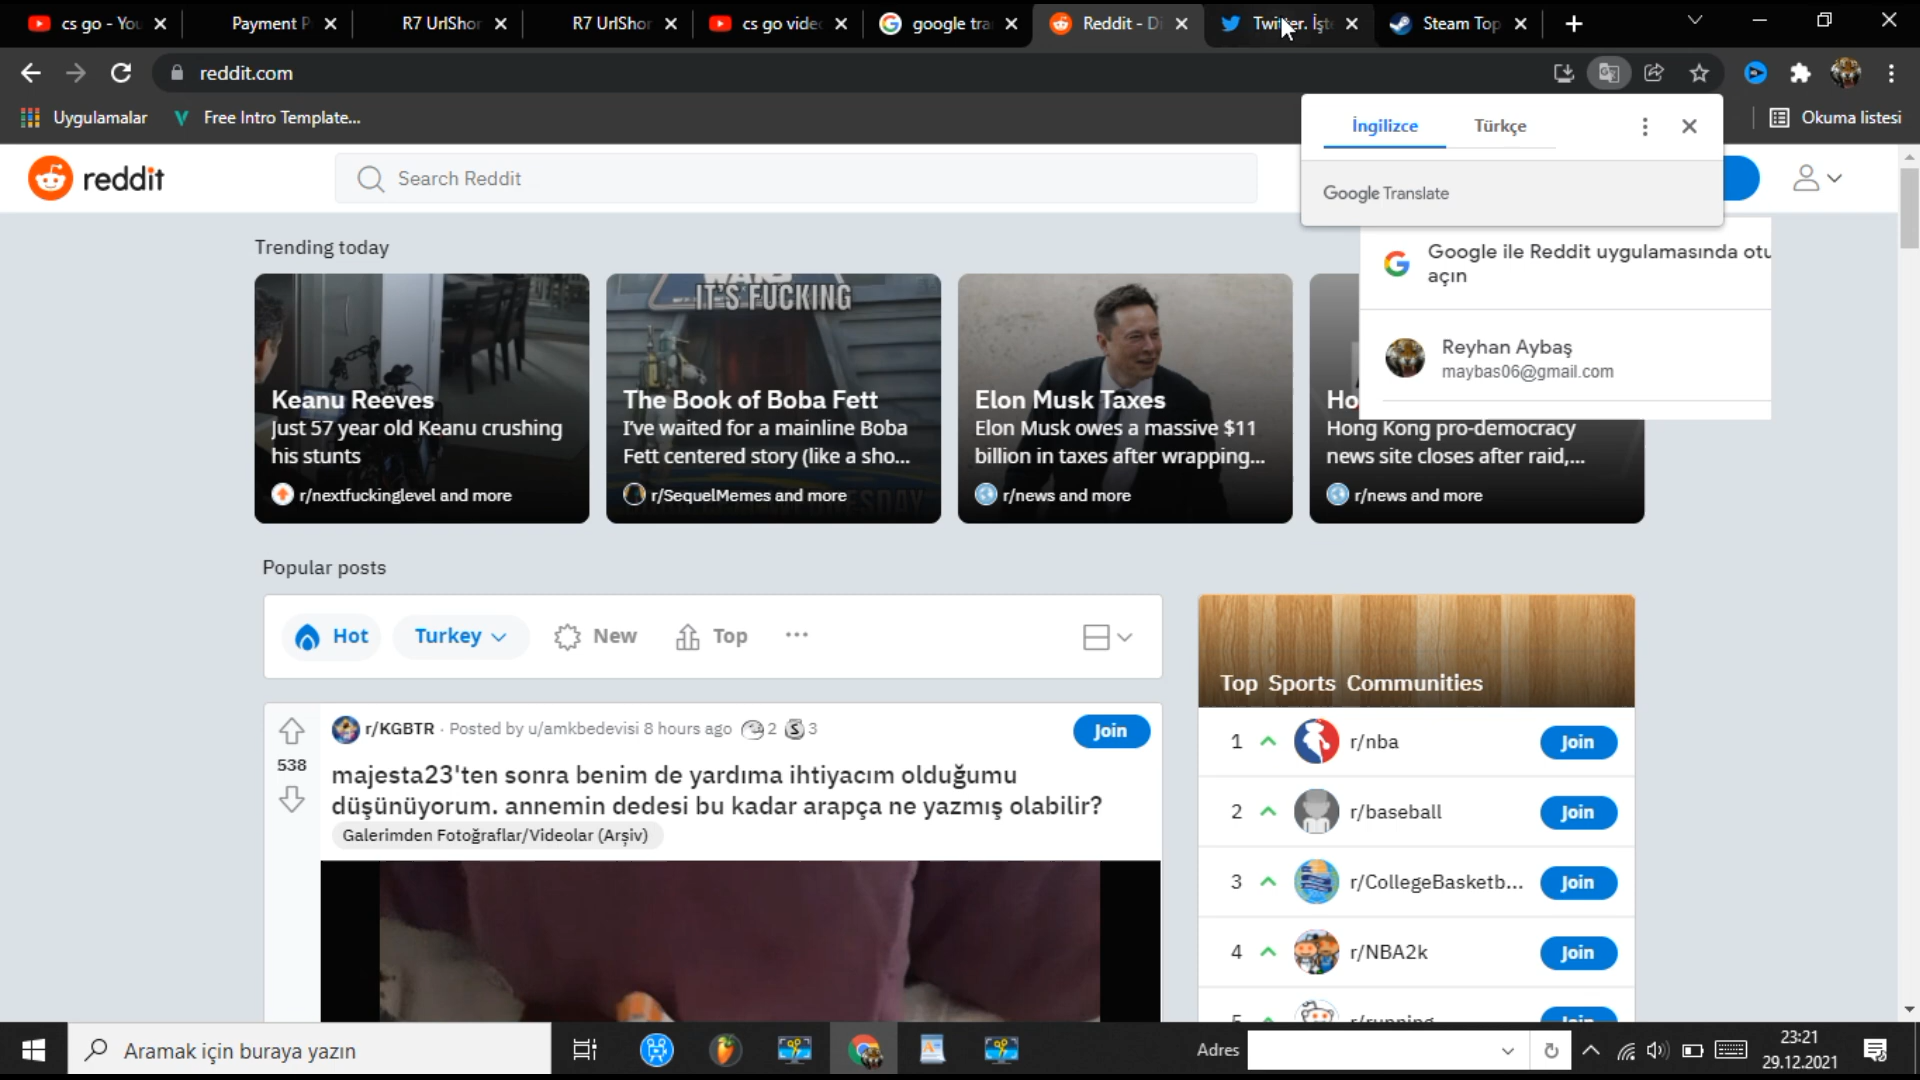 cs go - You
Payment P
R7 UrlShor
R7 UrlShor
cs go vide
google tra
Reddit - Di
Twitter. İşte
Steam Top
reddit.com
Uygulamalar
Free Intro Template...
Okuma listesi
İngilizce
Türkçe
Google Translate
reddit
Search Reddit
Google ile Reddit uygulamasında otu
açın
Reyhan Aybaş
maybas06@gmail.com
Trending today
IT'S FUCKING
Keanu Reeves
Just 57 year old Keanu crushing
his stunts
r/nextfuckinglevel and more
The Book of Boba Fett
I've waited for a mainline Boba
Fett centered story (like a sho...
r/SequelMemes and more
Elon Musk Taxes
Elon Musk owes a massive $11
billion in taxes after wrapping...
r/news and more
Ho
Hong Kong pro-democracy
news site closes after raid,...
r/news and more
Popular posts
Hot
Turkey
New
Top
Top Sports Communities
r/KGBTR · Posted by u/amkbedevisi 8 hours ago 2 3
Join
538
majesta23'ten sonra benim de yardıma ihtiyacım olduğumu
düşünüyorum. annemin dedesi bu kadar arapça ne yazmış olabilir?
Galerimden Fotoğraflar/Videolar (Arşiv)
1 r/nba Join
2 r/baseball Join
3 r/CollegeBasketb... Join
4 r/NBA2k Join
5 r/running Join
Aramak için buraya yazın
Adres
23:21
29.12.2021